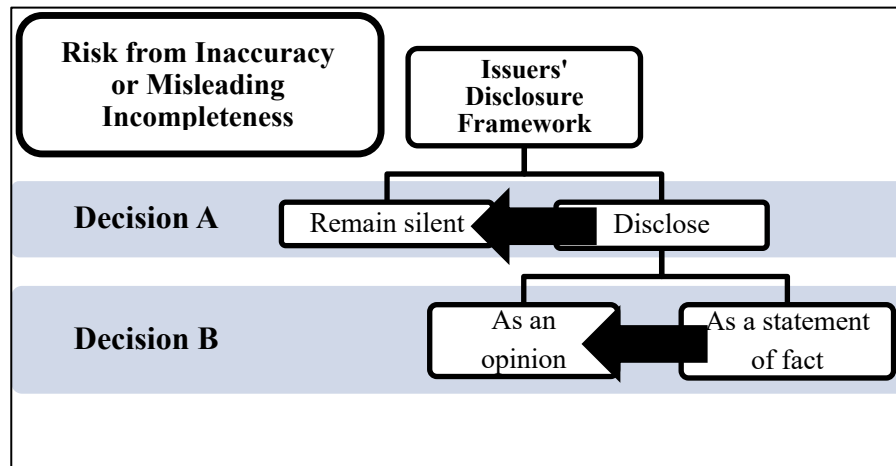 Risk from Inaccuracy
or Misleading
Incompleteness
Issuers'
Disclosure
Framework
Decision A
Remain silent
Disclose
Decision B
As an
opinion
As a statement
of fact